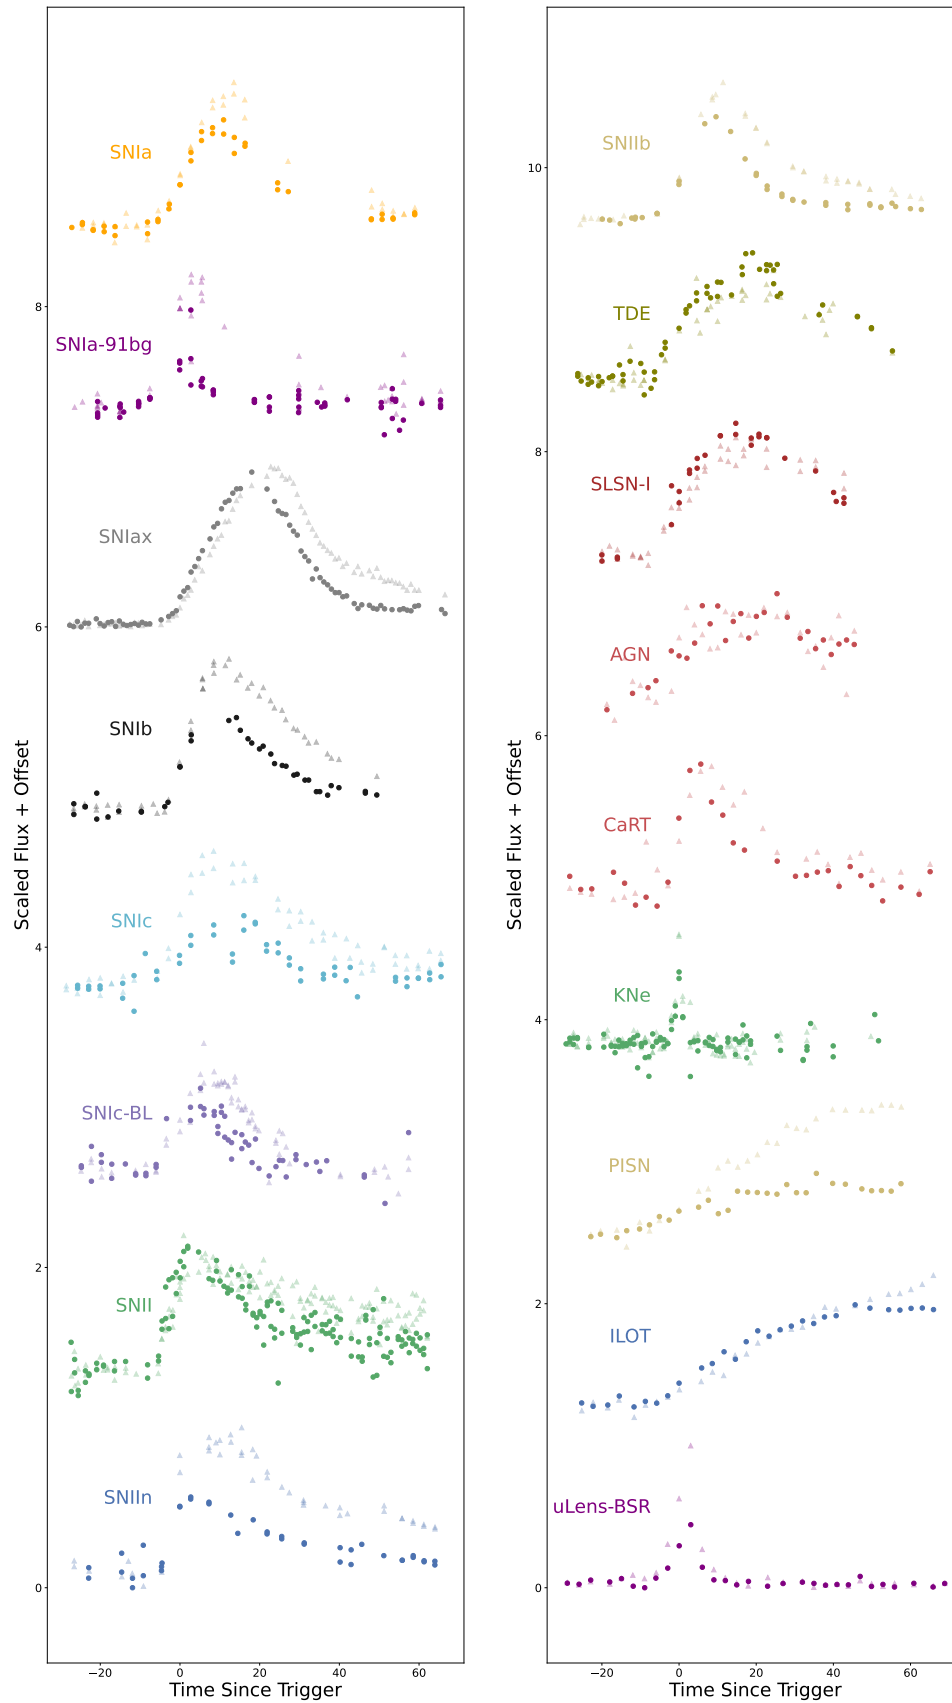 SNIa
SNIa-91bg
SNIax
SNIb
SNIc
SNIc-BL
SNII
SNIIn
8
6
4
2
0
−20 0 20 40 60
Time Since Trigger
Scaled Flux + Offset
SNIIb
TDE
SLSN-I
AGN
CaRT
KNe
PISN
ILOT
uLens-BSR
10
8
6
4
2
0
−20 0 20 40 60
Time Since Trigger
Scaled Flux + Offset